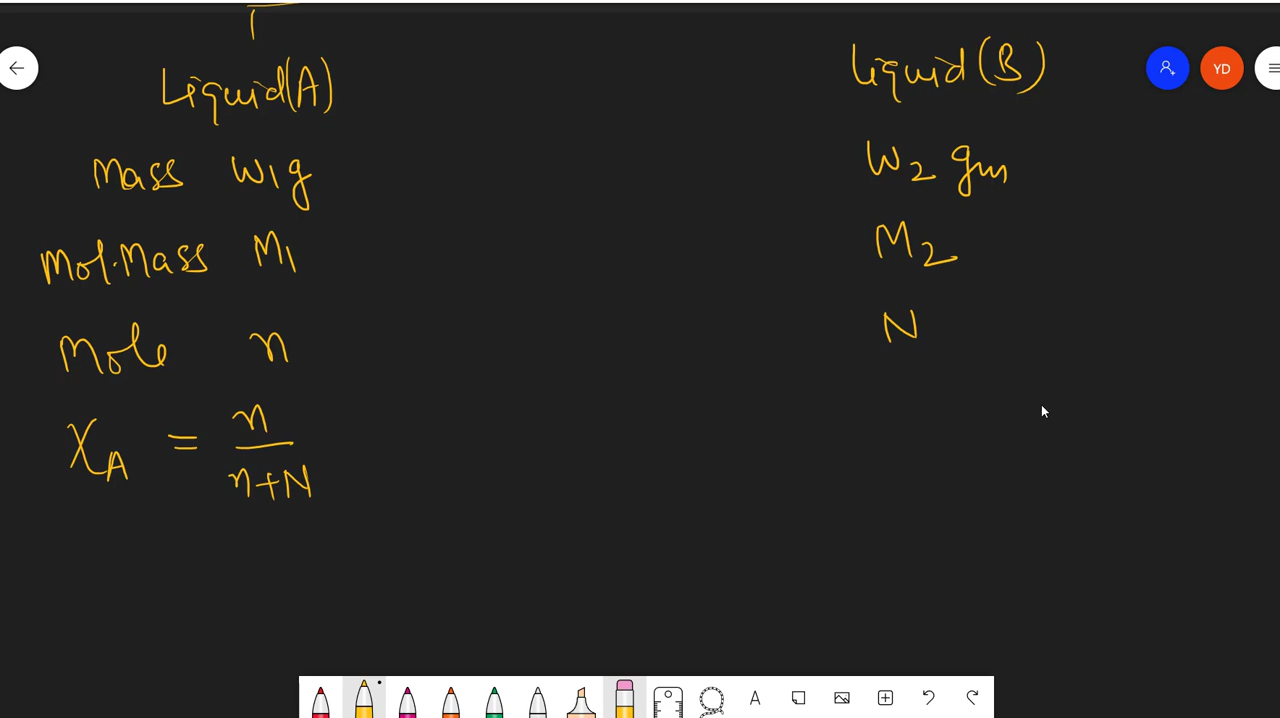 Liquid(A) Liquid (B)
Mass W1g W2 gm
Mol.Mass M1 M2
Mole n N
XA = n/n+N
YD
A